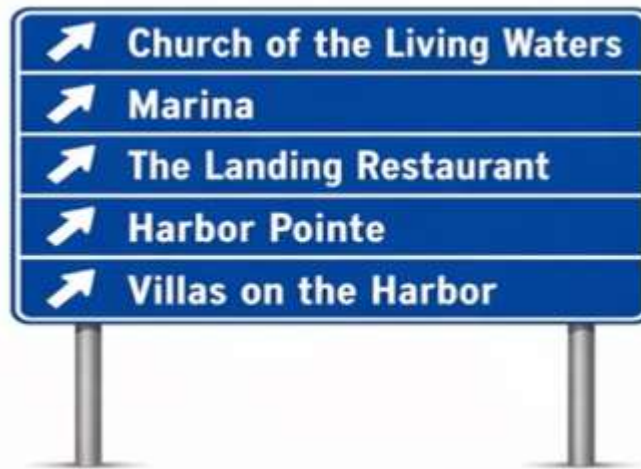 Church of the Living Waters
Marina
The Landing Restaurant
Harbor Pointe
Villas on the Harbor